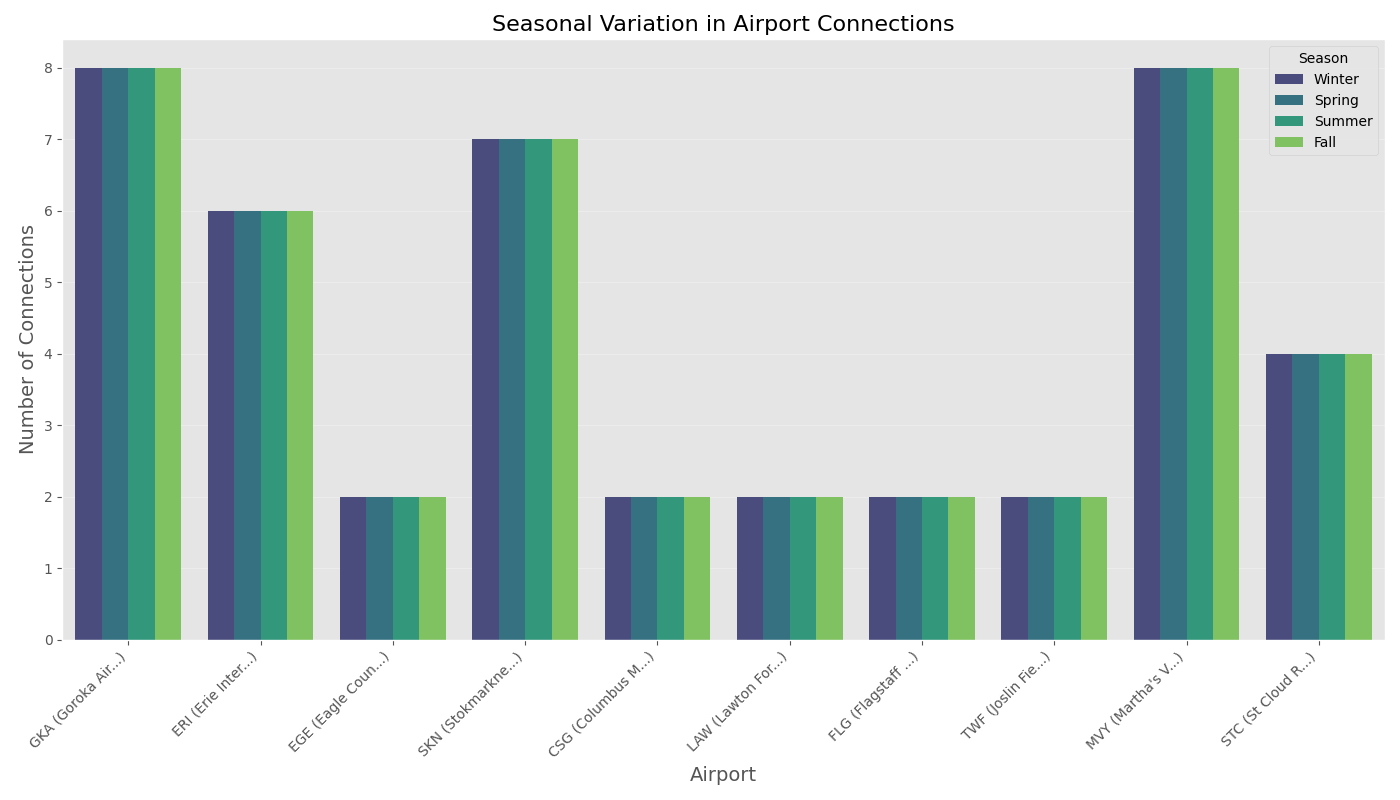 Seasonal Variation in Airport Connections
Season
Winter
Spring
Summer
Fall
Number of Connections
8
7
6
5
4
3
2
1
0
GKA (Goroka Air...)
ERI (Erie Inter...)
EGE (Eagle Coun...)
SKN (Stokmarkne...)
CSG (Columbus M...)
LAW (Lawton For...)
FLG (Flagstaff ...)
TWF (Joslin Fie...)
MVY (Martha's V...)
STC (St Cloud R...)
Airport